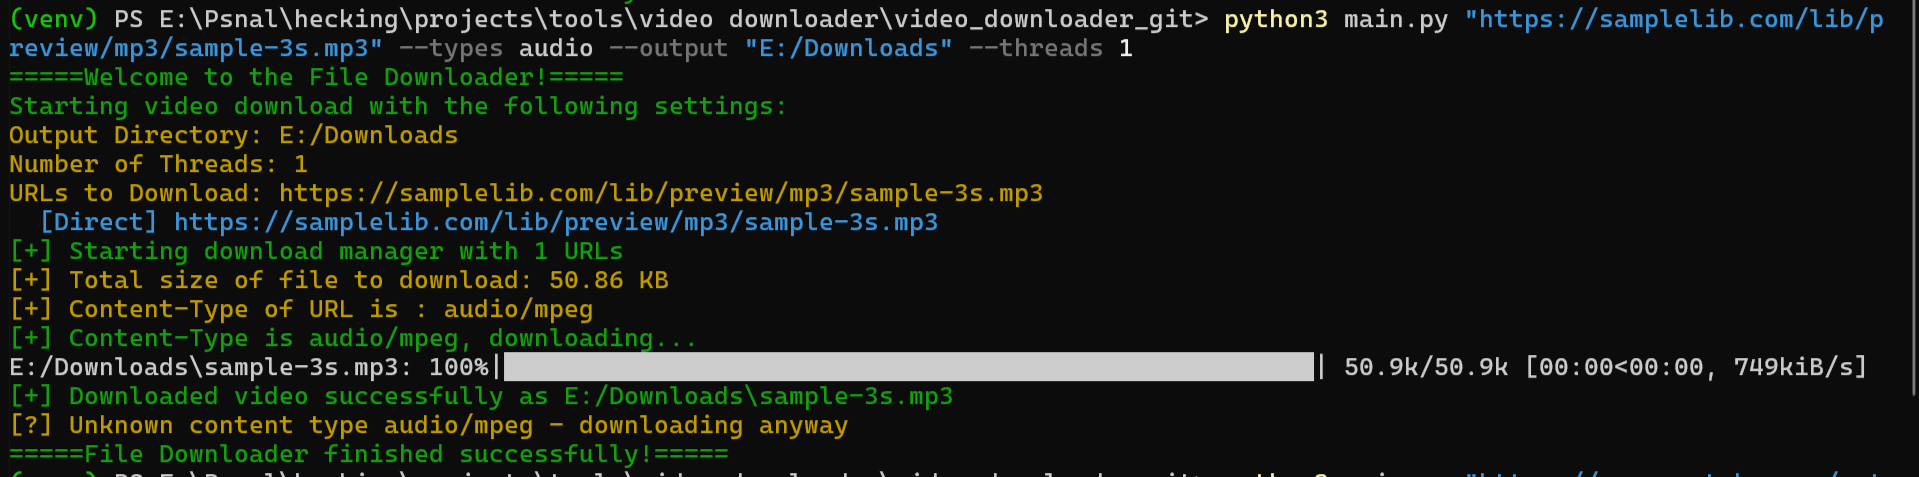 (venv) PS E:\Psnal\hecking\projects\tools\video downloader\video_downloader_git> python3 main.py "https://samplelib.com/lib/p
review/mp3/sample-3s.mp3" --types audio --output "E:/Downloads" --threads 1
=====Welcome to the File Downloader!=====
Starting video download with the following settings:
Output Directory: E:/Downloads
Number of Threads: 1
URLs to Download: https://samplelib.com/lib/preview/mp3/sample-3s.mp3
  [Direct] https://samplelib.com/lib/preview/mp3/sample-3s.mp3
[+] Starting download manager with 1 URLs
[+] Total size of file to download: 50.86 KB
[+] Content-Type of URL is : audio/mpeg
[+] Content-Type is audio/mpeg, downloading...
E:/Downloads\sample-3s.mp3: 100%|| 50.9k/50.9k [00:00<00:00, 749kiB/s]
[+] Downloaded video successfully as E:/Downloads\sample-3s.mp3
[?] Unknown content type audio/mpeg - downloading anyway
=====File Downloader finished successfully!=====